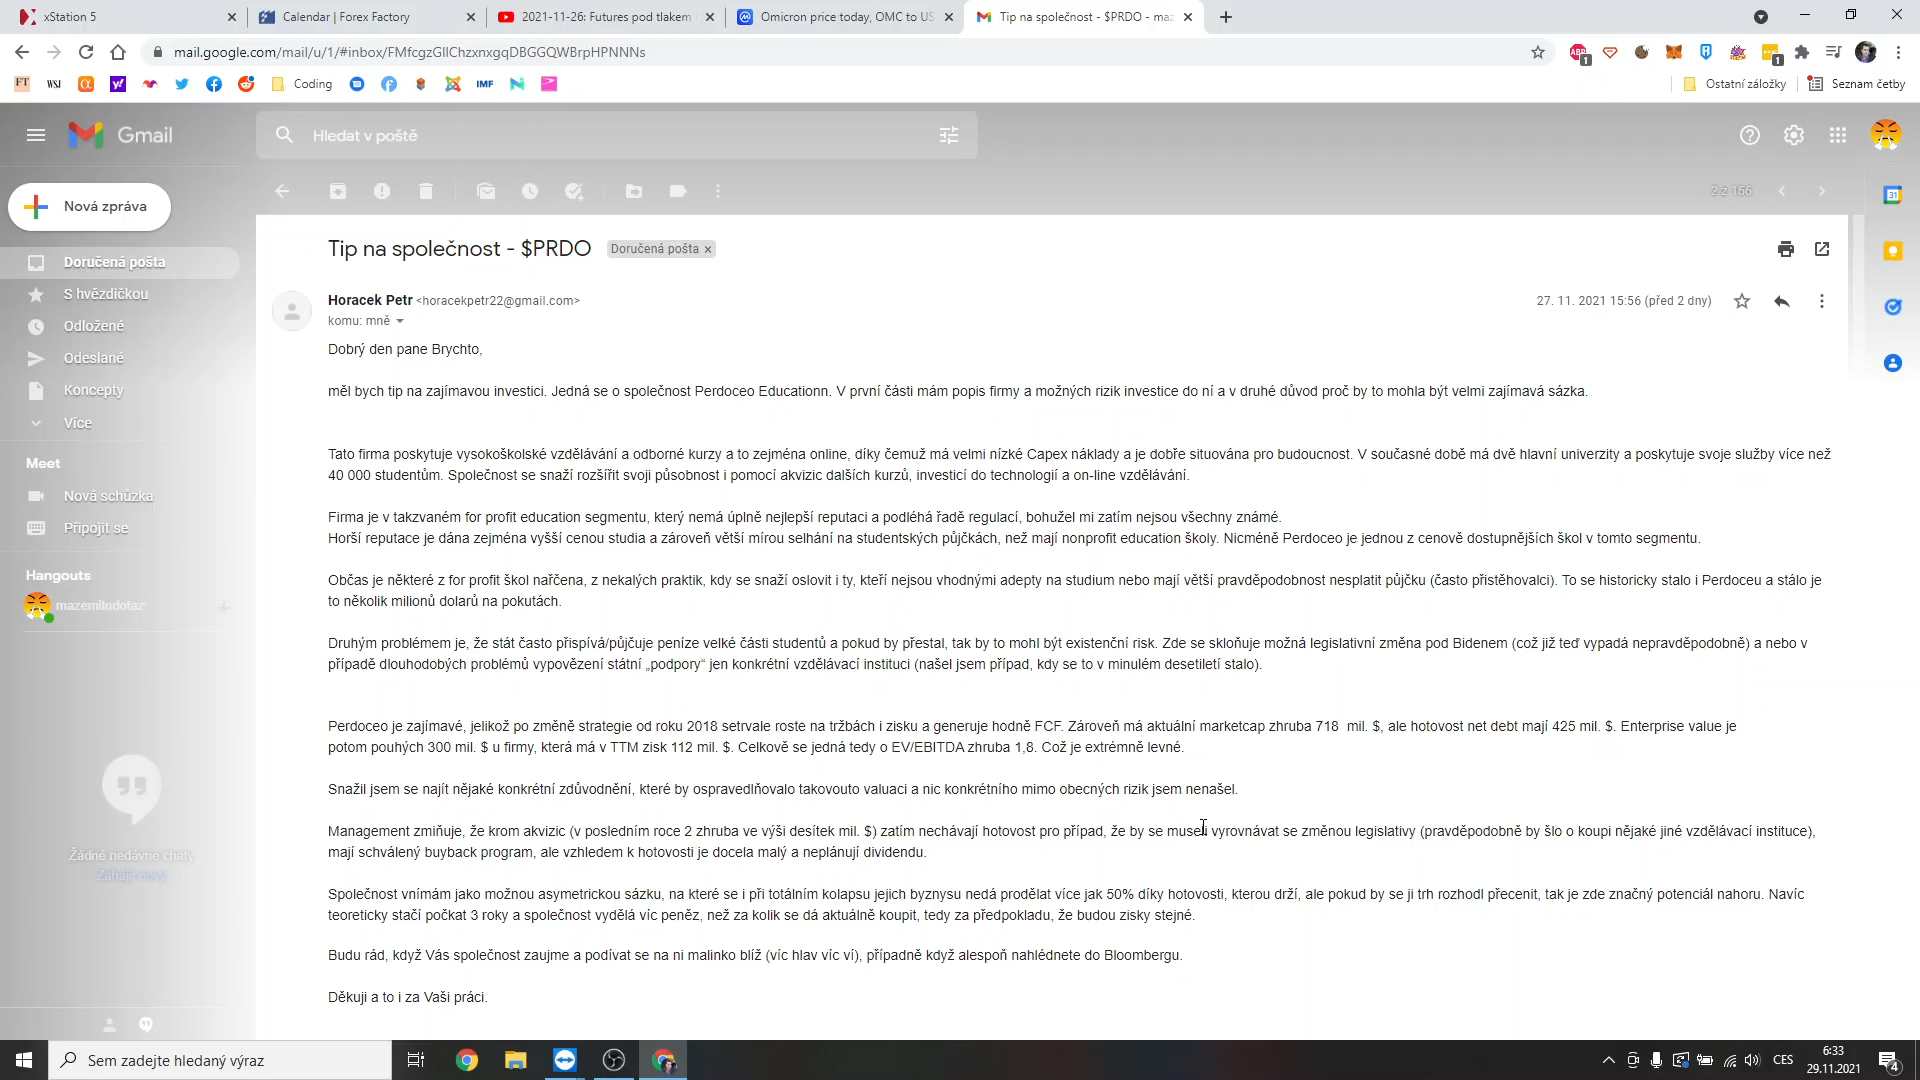 xStation 5
Calendar | Forex Factory
2021-11-26: Futures pod tlakem
Omicron price today, OMC to US
Tip na společnost - $PRDO - maz
mail.google.com/mail/u/1/#inbox/FMfcgzGllChzxnxgqDBGGQWBrpHPNNNs
FT
WSJ
Coding
IMF
Ostatní záložky
Seznam četby
Gmail
Hledat v poště
Nová zpráva
2 z 166
Doručená pošta
S hvězdičkou
Odložené
Odeslané
Koncepty
Více
Meet
Nová schůzka
Připojit se
Hangouts
mazemitodotaz
Žádné nedávné chaty
Zahájit nový
Tip na společnost - $PRDO
Doručená pošta ×
Horacek Petr <horacekpetr22@gmail.com>
27. 11. 2021 15:56 (před 2 dny)
komu: mně
Dobrý den pane Brychto,
měl bych tip na zajímavou investici. Jedná se o společnost Perdoceo Educationn. V první části mám popis firmy a možných rizik investice do ní a v druhé důvod proč by to mohla být velmi zajímavá sázka.
Tato firma poskytuje vysokoškolské vzdělávání a odborné kurzy a to zejména online, díky čemuž má velmi nízké Capex náklady a je dobře situována pro budoucnost. V současné době má dvě hlavní univerzity a poskytuje svoje služby více než
40 000 studentům. Společnost se snaží rozšířit svoji působnost i pomocí akvizic dalších kurzů, investicí do technologií a on-line vzdělávání.
Firma je v takzvaném for profit education segmentu, který nemá úplně nejlepší reputaci a podléhá řadě regulací, bohužel mi zatím nejsou všechny známé.
Horší reputace je dána zejména vyšší cenou studia a zároveň větší mírou selhání na studentských půjčkách, než mají nonprofit education školy. Nicméně Perdoceo je jednou z cenově dostupnějších škol v tomto segmentu.
Občas je některé z for profit škol nařčena, z nekalých praktik, kdy se snaží oslovit i ty, kteří nejsou vhodnými adepty na studium nebo mají větší pravděpodobnost nesplatit půjčku (často přistěhovalci). To se historicky stalo i Perdoceu a stálo je
to několik milionů dolarů na pokutách.
Druhým problémem je, že stát často přispívá/půjčuje peníze velké části studentů a pokud by přestal, tak by to mohl být existenční risk. Zde se skloňuje možná legislativní změna pod Bidenem (což již teď vypadá nepravděpodobně) a nebo v
případě dlouhodobých problémů vypovězení státní „podpory“ jen konkrétní vzdělávací instituci (našel jsem případ, kdy se to v minulém desetiletí stalo).
Perdoceo je zajímavé, jelikož po změně strategie od roku 2018 setrvale roste na tržbách i zisku a generuje hodně FCF. Zároveň má aktuální marketcap zhruba 718  mil. $, ale hotovost net debt mají 425 mil. $. Enterprise value je
potom pouhých 300 mil. $ u firmy, která má v TTM zisk 112 mil. $. Celkově se jedná tedy o EV/EBITDA zhruba 1,8. Což je extrémně levné.
Snažil jsem se najít nějaké konkrétní zdůvodnění, které by ospravedlňovalo takovouto valuaci a nic konkrétního mimo obecných rizik jsem nenašel.
Management zmiňuje, že krom akvizic (v posledním roce 2 zhruba ve výši desítek mil. $) zatím nechávají hotovost pro případ, že by se museli vyrovnávat se změnou legislativy (pravděpodobně by šlo o koupi nějaké jiné vzdělávací instituce),
mají schválený buyback program, ale vzhledem k hotovosti je docela malý a neplánují dividendu.
Společnost vnímám jako možnou asymetrickou sázku, na které se i při totálním kolapsu jejich byznysu nedá prodělat více jak 50% díky hotovosti, kterou drží, ale pokud by se ji trh rozhodl přecenit, tak je zde značný potenciál nahoru. Navíc
teoreticky stačí počkat 3 roky a společnost vydělá víc peněz, než za kolik se dá aktuálně koupit, tedy za předpokladu, že budou zisky stejné.
Budu rád, když Vás společnost zaujme a podívat se na ni malinko blíž (víc hlav víc ví), případně když alespoň nahlédnete do Bloombergu.
Děkuji a to i za Vaši práci.
Sem zadejte hledaný výraz
CES
6:33
29.11.2021
4